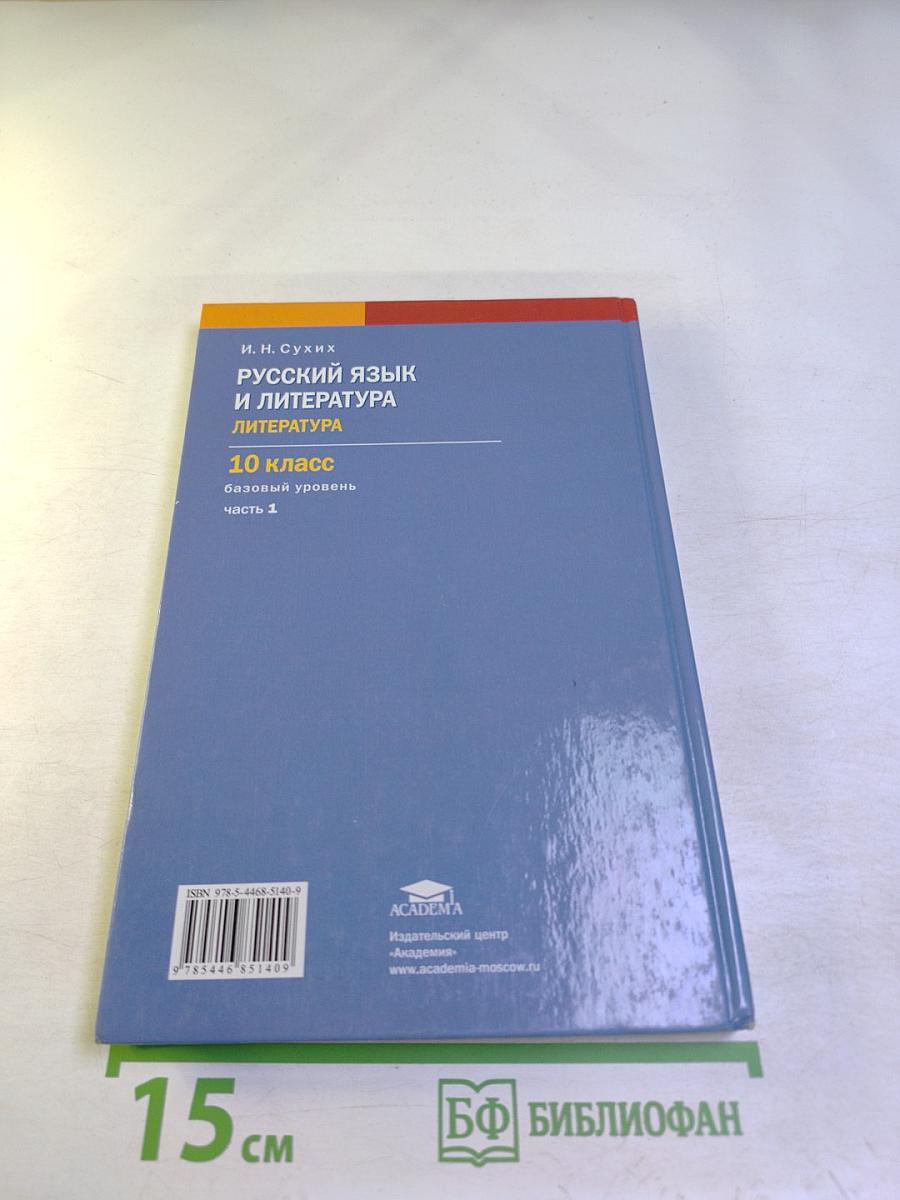 И. Н. Сухих
РУССКИЙ ЯЗЫК
И ЛИТЕРАТУРА
ЛИТЕРАТУРА
10 класс
базовый уровень
часть 1
ISBN 978-5-4468-5140-9
9 785446 851409
ACADEMA
Издательский центр
«Академия»
www.academia-moscow.ru
15 см
БФ БИБЛИОФАН